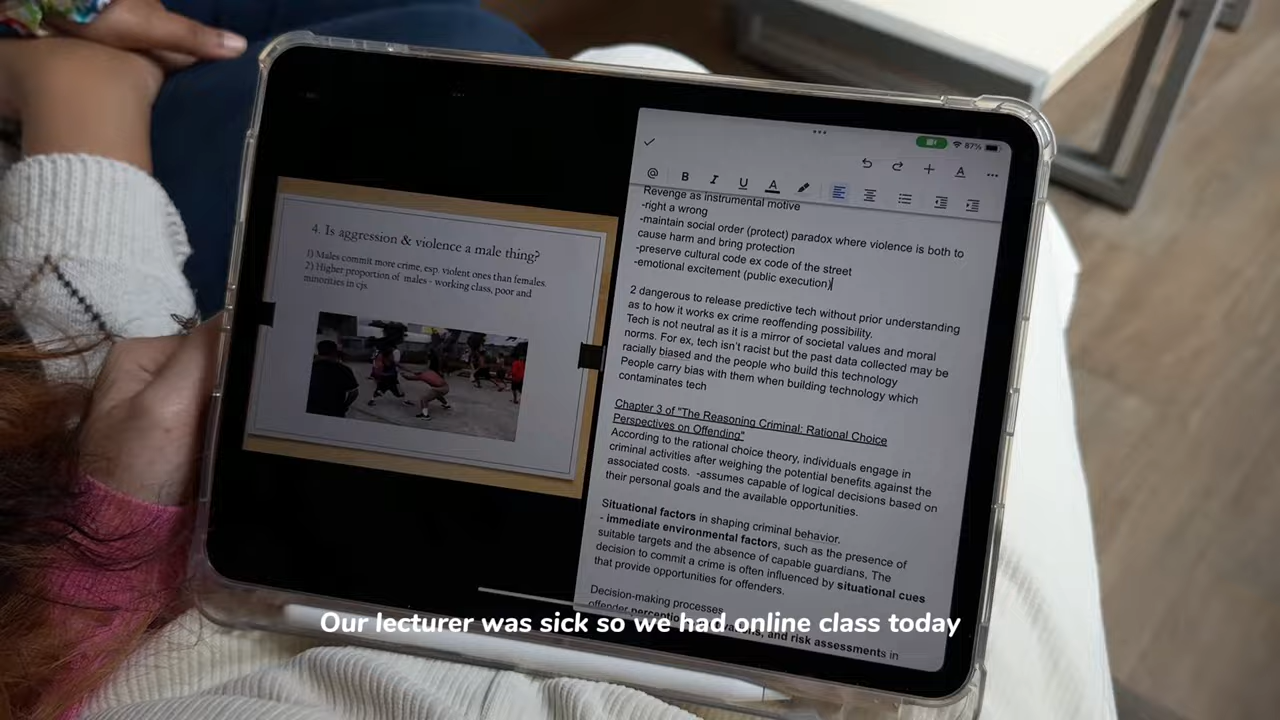 4. Is aggression & violence a male thing?
1) Males commit more crime, esp. violent ones than females.
2) Higher proportion of males - working class, poor and
minorities in cjs.
87%
@ B I U A
Revenge as instrumental motive
-right a wrong
-maintain social order (protect) paradox where violence is both to
cause harm and bring protection
-preserve cultural code ex code of the street
-emotional excitement (public execution)
2 dangerous to release predictive tech without prior understanding
as to how it works ex crime reoffending possibility.
Tech is not neutral as it is a mirror of societal values and moral
norms. For ex, tech isn't racist but the past data collected may be
racially biased and the people who build this technology
People carry bias with them when building technology which
contaminates tech
Chapter 3 of "The Reasoning Criminal: Rational Choice
Perspectives on Offending"
According to the rational choice theory, individuals engage in
criminal activities after weighing the potential benefits against the
associated costs. -assumes capable of logical decisions based on
their personal goals and the available opportunities.
Situational factors in shaping criminal behavior.
- immediate environmental factors, such as the presence of
suitable targets and the absence of capable guardians, The
decision to commit a crime is often influenced by situational cues
that provide opportunities for offenders.
Decision-making processes
offender and risk assessments in
Our lecturer was sick so we had online class today